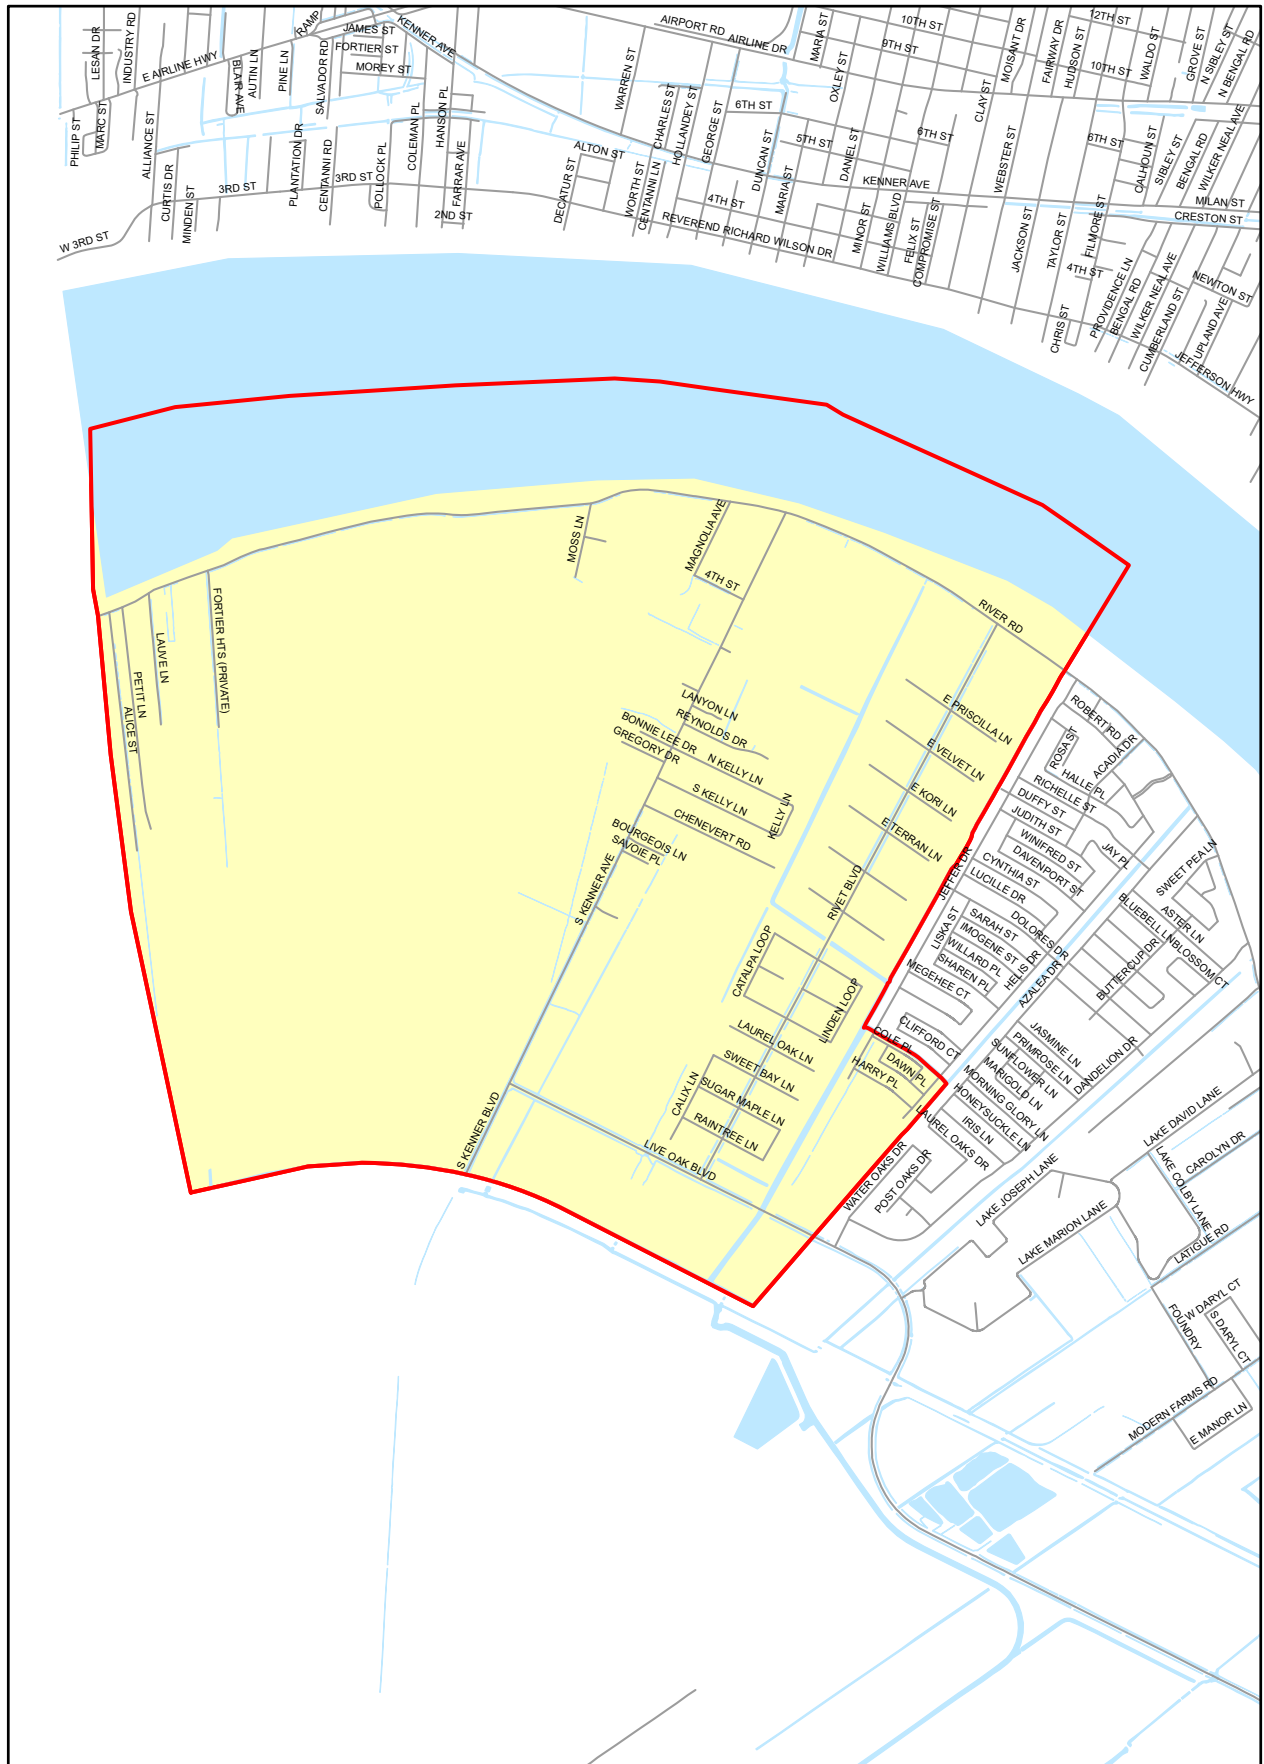 LESAN DR
INDUSTRY RD
E AIRLINE HWY
PHILIP ST
MARC ST
ALLIANCE ST
BLAIR AVE
AUTIN LN
PINE LN
RAMP
SALVADOR RD
JAMES ST
FORTIER ST
MOREY ST
KENNER AVE
COLEMAN PL
HANSON PL
FARRAR AVE
2ND ST
CURTIS DR
MINDEN ST
3RD ST
PLANTATION DR
CENTANNI RD
3RD ST
POLLOCK PL
W 3RD ST
AIRPORT RD
AIRLINE DR
WARREN ST
CHARLES ST
HOLLANDEY ST
GEORGE ST
ALTON ST
DECATUR ST
WORTH ST
CENTANNI LN
6TH ST
DUNCAN ST
MARIA ST
4TH ST
REVEREND RICHARD WILSON DR
MARIA ST
10TH ST
9TH ST
OXLEY ST
5TH ST
DANIEL ST
6TH ST
KENNER AVE
MINOR ST
WILLIAMS BLVD
FELIX ST
COMPROMISE ST
CLAY ST
MOISANT DR
WEBSTER ST
JACKSON ST
TAYLOR ST
FILMORE ST
4TH ST
CHRIS ST
FAIRWAY DR
HUDSON ST
12TH ST
10TH ST
WALDO ST
GROVE ST
N SIBLEY ST
N BENGAL RD
6TH ST
CALHOUN ST
SIBLEY ST
BENGAL RD
WILKER NEAL AVE
MILAN ST
CRESTON ST
PROVIDENCE LN
BENGAL RD
WILKER NEAL AVE
CUMBERLAND ST
NEWTON ST
UPLAND AVE
JEFFERSON HWY
MOSS LN
MAGNOLIA AVE
4TH ST
RIVER RD
FORTIER HTS (PRIVATE)
LAUVE LN
PETIT LN
ALICE ST
LANYON LN
REYNOLDS DR
BONNIE LEE DR
GREGORY DR
N KELLY LN
S KELLY LN
KELLY LN
CHENEVERT RD
BOURGEOIS LN
SAVOIE PL
S KENNER AVE
E PRISCILLA LN
E VELVET LN
E KORI LN
E TERRAN LN
RIVET BLVD
CATALPA LOOP
LINDEN LOOP
LAUREL OAK LN
SWEET BAY LN
SUGAR MAPLE LN
RAINTREE LN
CALIX LN
LIVE OAK BLVD
S KENNER BLVD
ROBERT RD
ROSA ST
ACADIA DR
HALLE PL
RICHELLE ST
DUFFY ST
JUDITH ST
WINIFRED ST
DAVENPORT ST
JAY PL
CYNTHIA ST
LUCILLE DR
JEFFER DR
LISKA ST
SARAH ST
DOLORES DR
IMOGENE ST
WILLARD PL
SHAREN PL
HELIS DR
MEGEHEE CT
AZALEA DR
CLIFFORD CT
COLE PL
DAWN PL
HARRY PL
SWEET PEA LN
ASTER LN
BLUEBELL LN
BLOSSOM CT
BUTTERCUP DR
JASMINE LN
PRIMROSE LN
SUNFLOWER LN
MARIGOLD LN
MORNING GLORY LN
HONEYSUCKLE LN
IRIS LN
DANDELION DR
LAUREL OAKS DR
WATER OAKS DR
POST OAKS DR
LAKE JOSEPH LANE
LAKE MARION LANE
LAKE DAVID LANE
CAROLYN DR
LAKE COLBY LANE
LATIGUE RD
W DARYL CT
S DARYL CT
FOUNDRY
MODERN FARMS RD
E MANOR LN